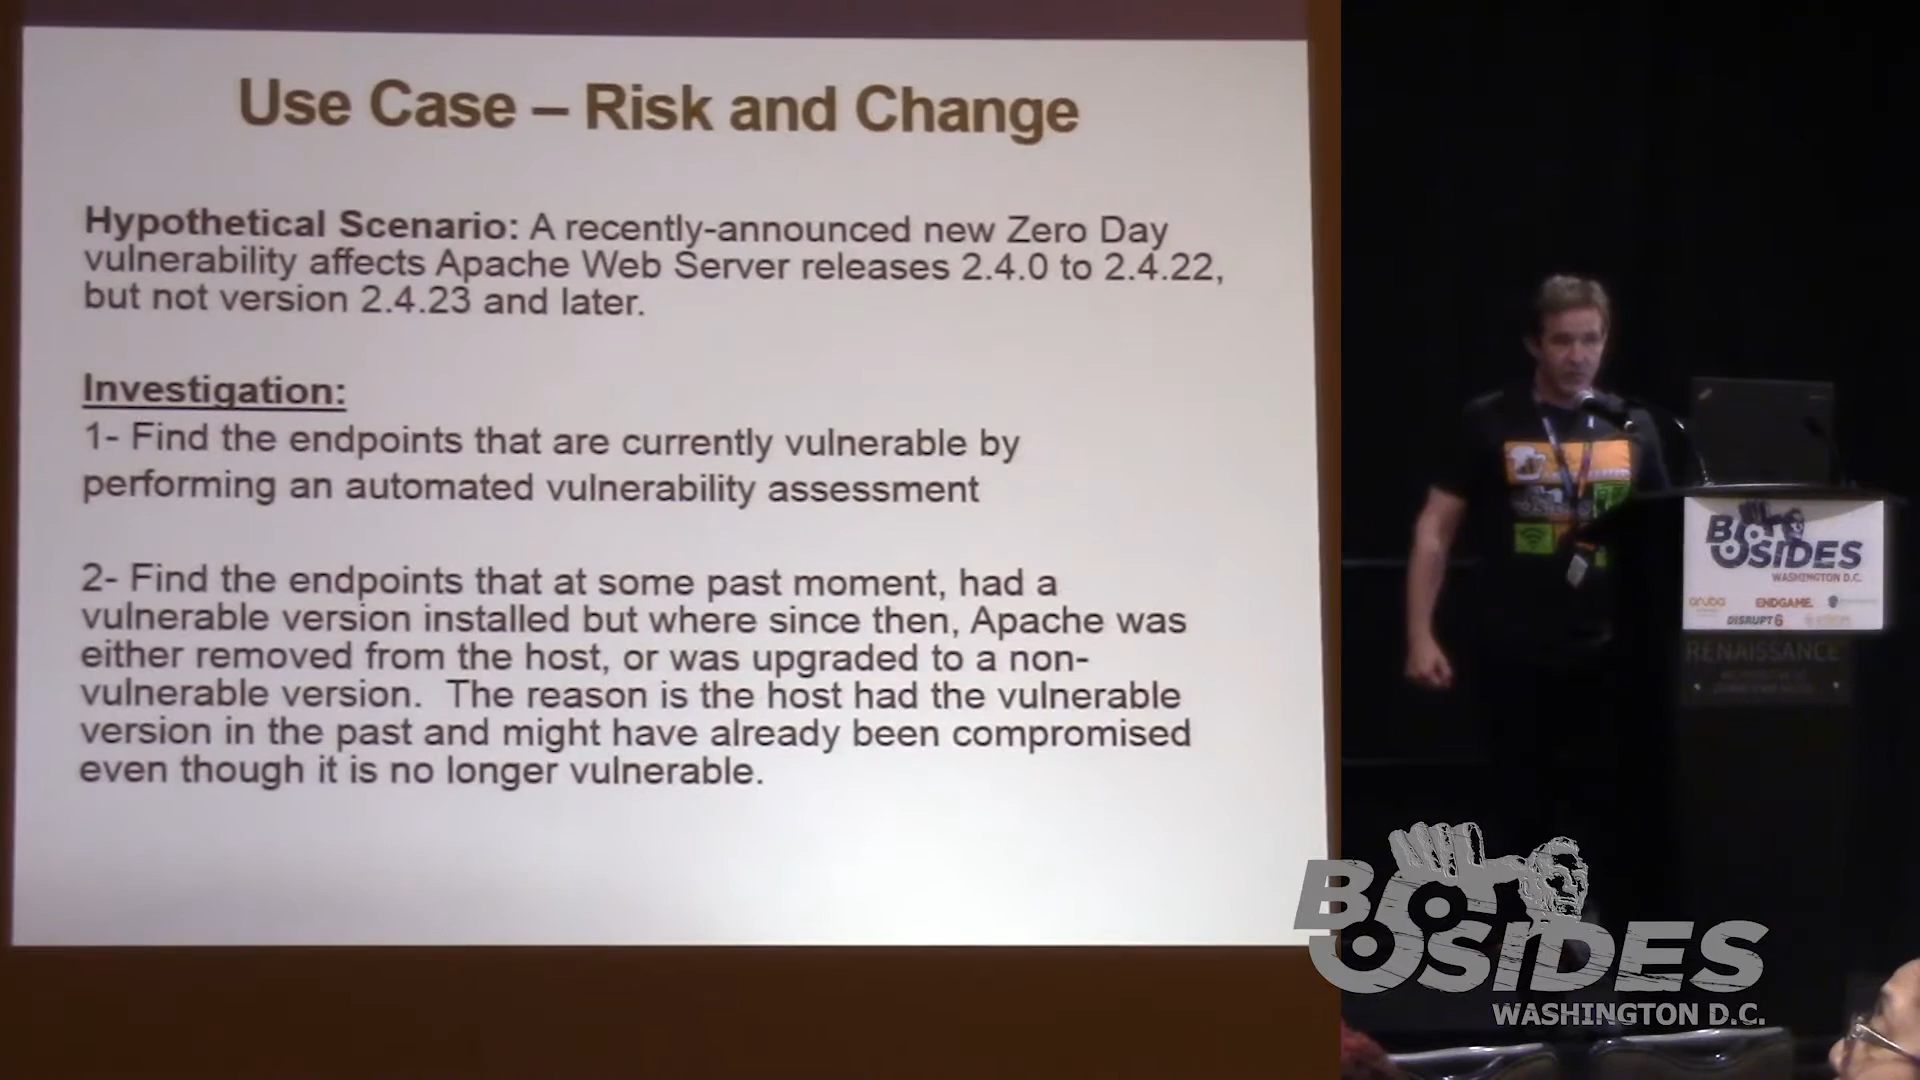 Use Case – Risk and Change
Hypothetical Scenario: A recently-announced new Zero Day
vulnerability affects Apache Web Server releases 2.4.0 to 2.4.22,
but not version 2.4.23 and later.
Investigation:
1- Find the endpoints that are currently vulnerable by
performing an automated vulnerability assessment
2- Find the endpoints that at some past moment, had a
vulnerable version installed but where since then, Apache was
either removed from the host, or was upgraded to a non-
vulnerable version.  The reason is the host had the vulnerable
version in the past and might have already been compromised
even though it is no longer vulnerable.
BSIDES
WASHINGTON D.C.
aruba ENDGAME.
DISRUPT6
RENAISSANCE
BSIDES
WASHINGTON D.C.